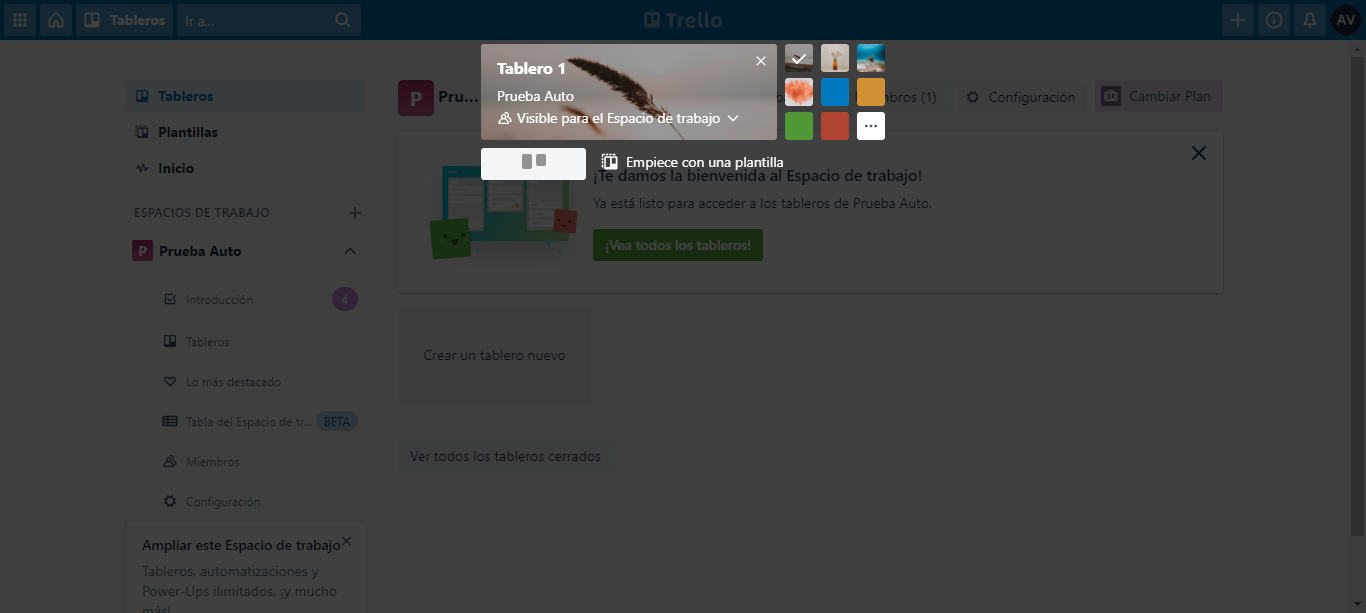 Tableros
Ir a...
Trello
AV
Tablero 1
Prueba Auto
Visible para el Espacio de trabajo
Empiece con una plantilla
Tableros
Plantillas
Inicio
ESPACIOS DE TRABAJO
P Prueba Auto
Introducción 4
Tableros
Lo más destacado
Tabla del Espacio de tr... BETA
Miembros
Configuración
Ampliar este Espacio de trabajo
Tableros, automatizaciones y
Power-Ups ilimitados, ¡y mucho
más!
P Pru...
(1)
Configuración
Cambiar Plan
¡Te damos la bienvenida al Espacio de trabajo!
Ya está listo para acceder a los tableros de Prueba Auto.
¡Vea todos los tableros!
Crear un tablero nuevo
Ver todos los tableros cerrados